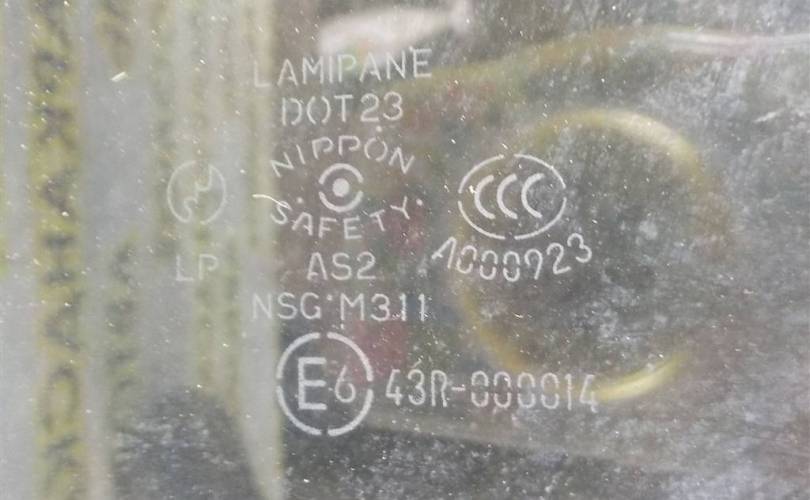 LAMIPANE
DOT23
NIPPON
SAFETY
CCC
A000923
LP
AS2
NSG M311
E6 43R-000014